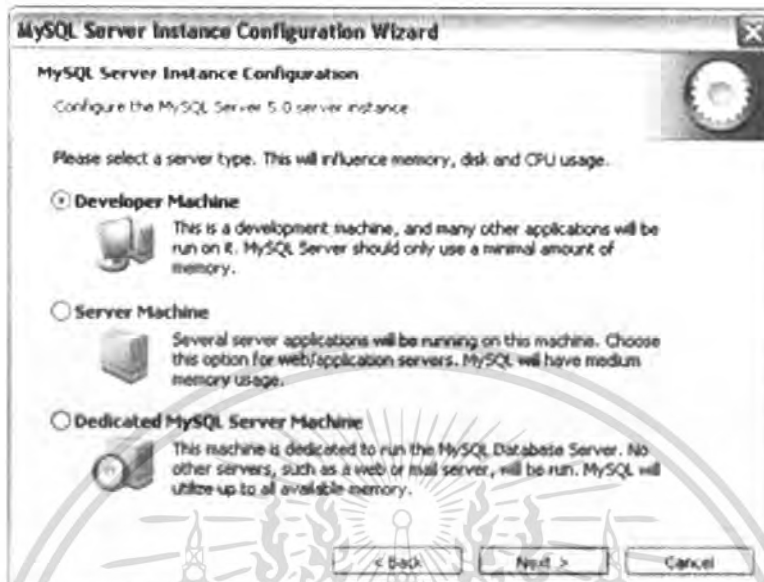 MySQL Server Instance Configuration Wizard
MySQL Server Instance Configuration
Configure the MySQL Server 5.0 server instance
Please select a server type. This will influence memory, disk and CPU usage.
Developer Machine
This is a development machine, and many other applications will be
run on it. MySQL Server should only use a minimal amount of
memory.
Server Machine
Several server applications will be running on this machine. Choose
this option for web/application servers. MySQL will have medium
memory usage.
Dedicated MySQL Server Machine
This machine is dedicated to run the MySQL Database Server. No
other servers, such as a web or mail server, will be run. MySQL will
utilize up to all available memory.
< Back Next > Cancel